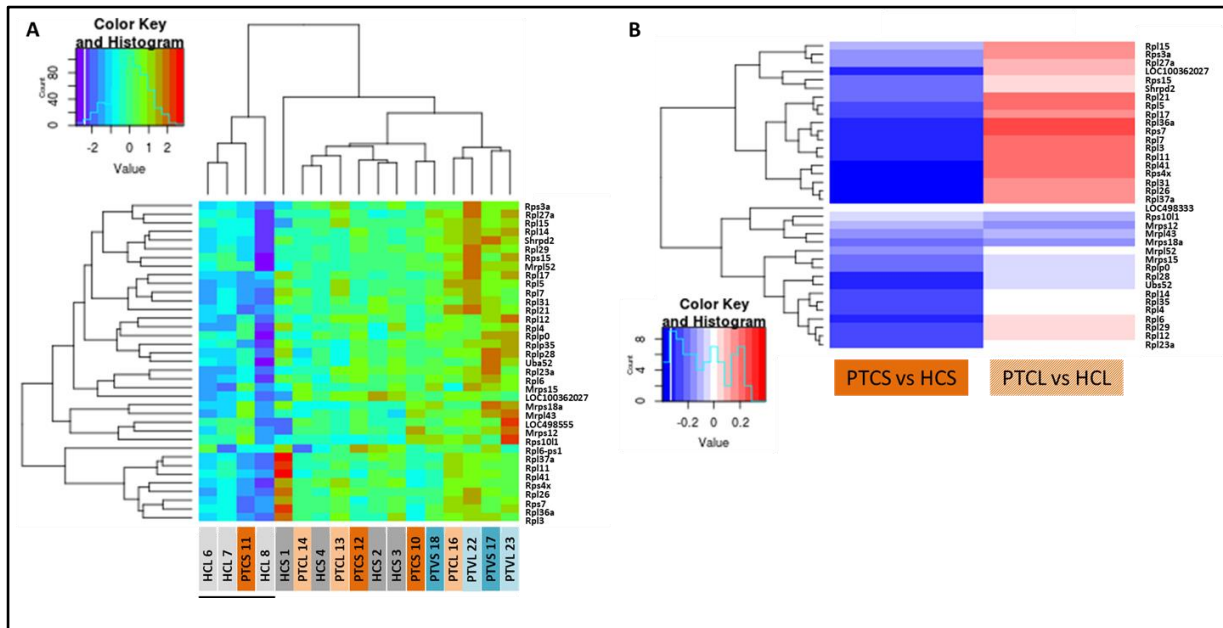 A
Color Key
and Histogram
Count
0 40 80
-2 0 1 2
Value
Rps3a
Rpl27a
Rpl15
Rpl14
Shrpd2
Rpl29
Rps15
Mrpl52
Rpl17
Rpl5
Rpl7
Rpl31
Rpl21
Rpl12
Rpl4
Rplp0
Rplp35
Rplp28
Uba52
Rpl23a
Rpl6
Mrps15
LOC100362027
Mrps18a
Mrpl43
LOC498555
Mrps12
Rps10l1
Rpl6-ps1
Rpl37a
Rpl11
Rpl41
Rps4x
Rpl26
Rps7
Rpl36a
Rpl3
HCL 6
HCL 7
PTCS 11
HCL 8
HCS 1
PTCL 14
HCS 4
PTCL 13
PTCS 12
HCS 2
HCS 3
PTCS 10
PTVS 18
PTCL 16
PTVL 22
PTVS 17
PTVL 23
B
Rpl15
Rps3a
Rpl27a
LOC100362027
Rps15
Shrpd2
Rpl21
Rpl5
Rpl17
Rpl36a
Rps7
Rpl7
Rpl3
Rpl11
Rpl41
Rps4x
Rpl31
Rpl26
Rpl37a
LOC498333
Rps10l1
Mrps12
Mrpl43
Mrps18a
Mrpl52
Mrps15
Rplp0
Rpl28
Ubs52
Rpl14
Rpl35
Rpl4
Rpl6
Rpl29
Rpl12
Rpl23a
Color Key
and Histogram
Count
0 4 8
-0.2 0 0.2
Value
PTCS vs HCS
PTCL vs HCL